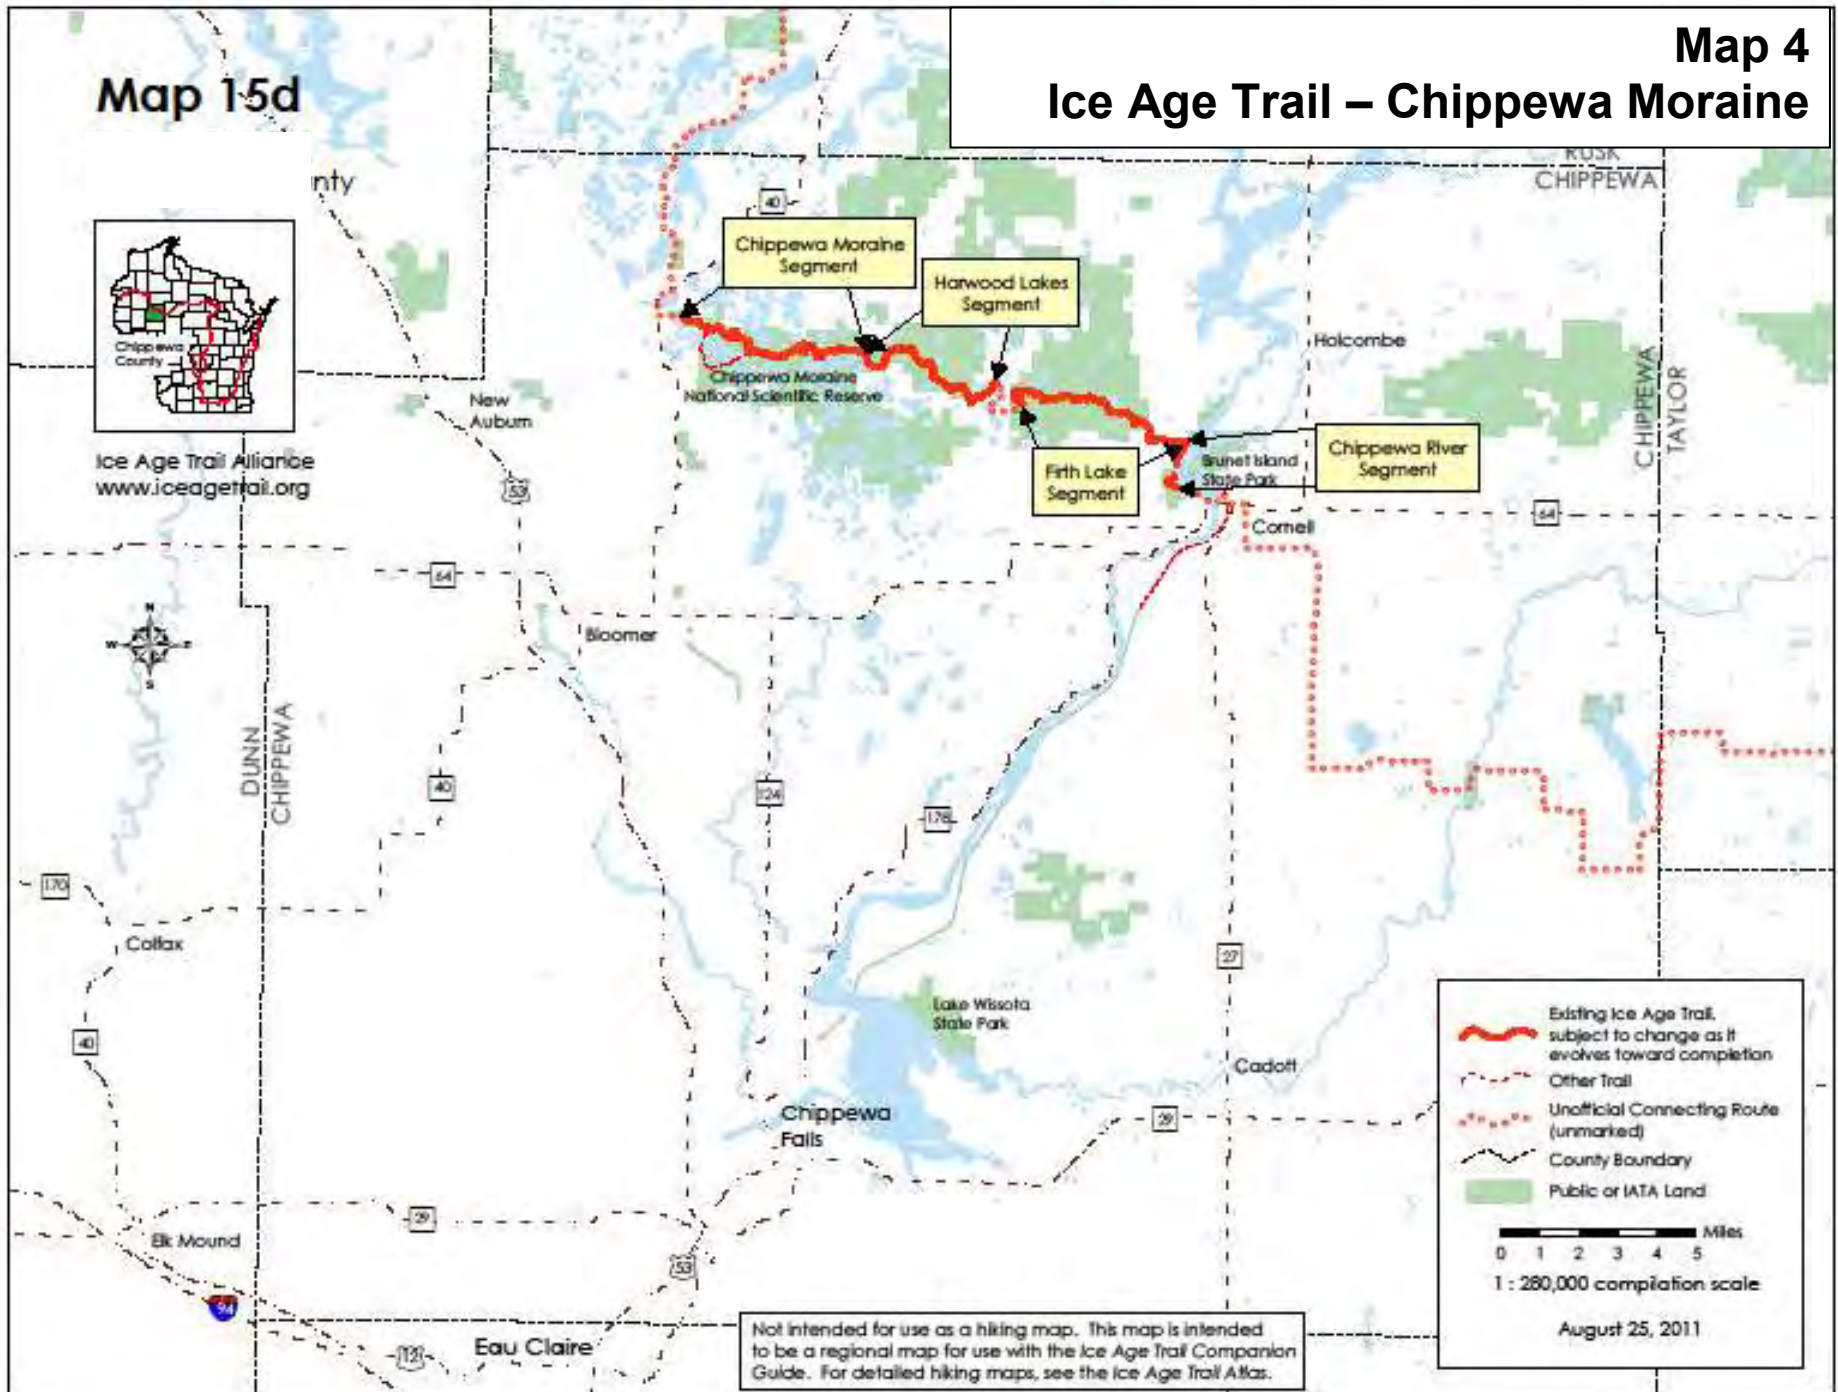 Map 4
Ice Age Trail – Chippewa Moraine
Map 15d
nty
RUSK
CHIPPEWA
40
Chippewa Moraine
Segment
Harwood Lakes
Segment
Chippewa
County
Holcombe
Chippewa Moraine
National Scientific Reserve
New
Auburn
CHIPPEWA
TAYLOR
Ice Age Trail Alliance
www.iceagetrail.org
53
Firth Lake
Segment
Brunet Island
State Park
Chippewa River
Segment
64
Cornell
64
N
W
E
S
Bloomer
DUNN
CHIPPEWA
40
124
178
170
Colfax
27
40
Lake Wissota
State Park
Cadott
Chippewa
Falls
29
Existing Ice Age Trail,
subject to change as it
evolves toward completion
Other Trail
Unofficial Connecting Route
(unmarked)
County Boundary
Public or IATA Land
Miles
0 1 2 3 4 5
1 : 280,000 compilation scale
August 25, 2011
29
Elk Mound
53
94
12
Eau Claire
Not intended for use as a hiking map. This map is intended
to be a regional map for use with the Ice Age Trail Companion
Guide. For detailed hiking maps, see the Ice Age Trail Atlas.